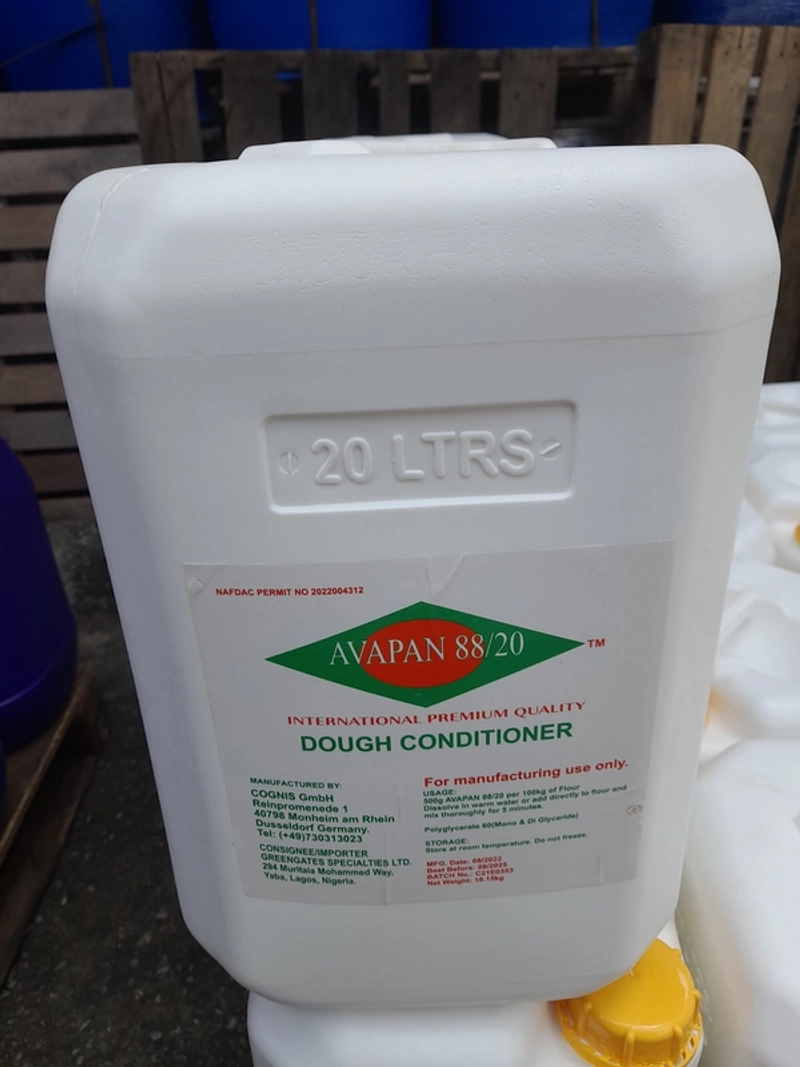 20 LTRS
NAFDAC PERMIT NO 2022004312
AVAPAN 88/20 TM
INTERNATIONAL PREMIUM QUALITY
DOUGH CONDITIONER
MANUFACTURED BY:
COGNIS GmbH
Reinpromenede 1
40798 Monheim am Rhein
Dusseldorf Germany.
Tel: (+49)730313023
CONSIGNEE/IMPORTER
GREENGATES SPECIALTIES LTD.
294 Muritala Mohammed Way.
Yaba, Lagos, Nigeria.
For manufacturing use only.
USAGE:
500g AVAPAN 88/20 per 100kg of Flour
Dissolve in warm water or add directly to flour and
mix thoroughly for 5 minutes.
Polyglycerate 60(Mono & Di Glyceride)
STORAGE:
Store at room temperature. Do not freeze.
MFG. Date: 08/2022
Best Before: 08/2025
BATCH No.: C21E0353
Net Weight: 18.15kg